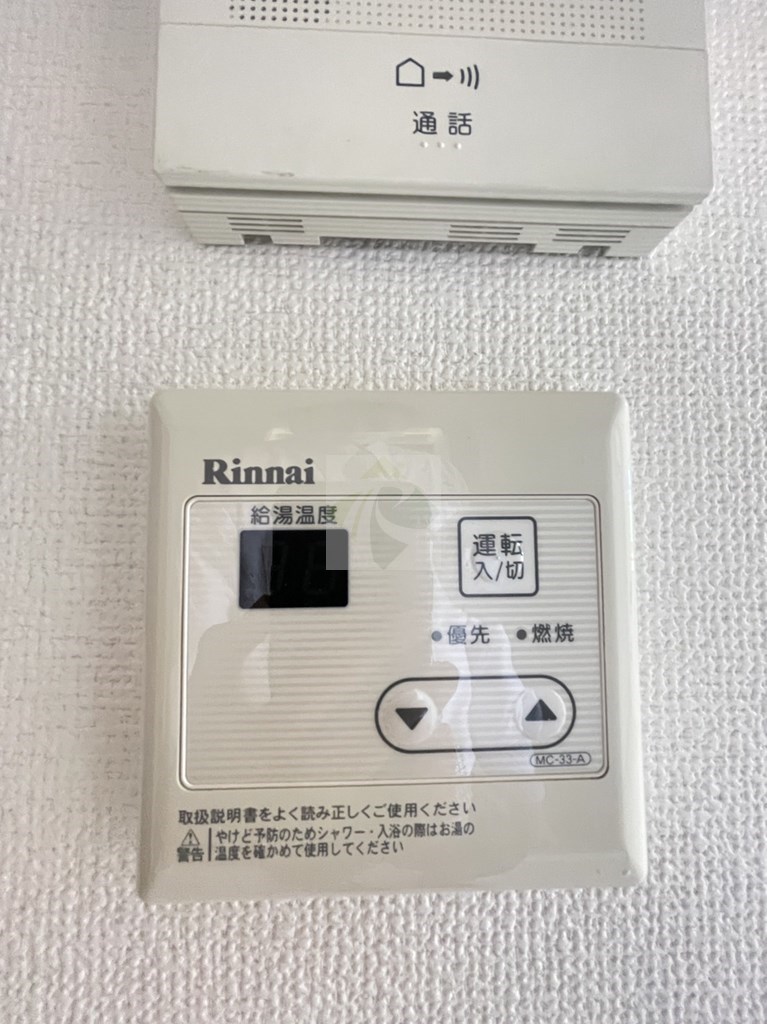 通話
Rinnai
給湯温度
運転
入/切
優先 燃焼
MC-33-A
取扱説明書をよく読み正しくご使用ください
警告 やけど予防のためシャワー・入浴の際はお湯の
温度を確かめて使用してください